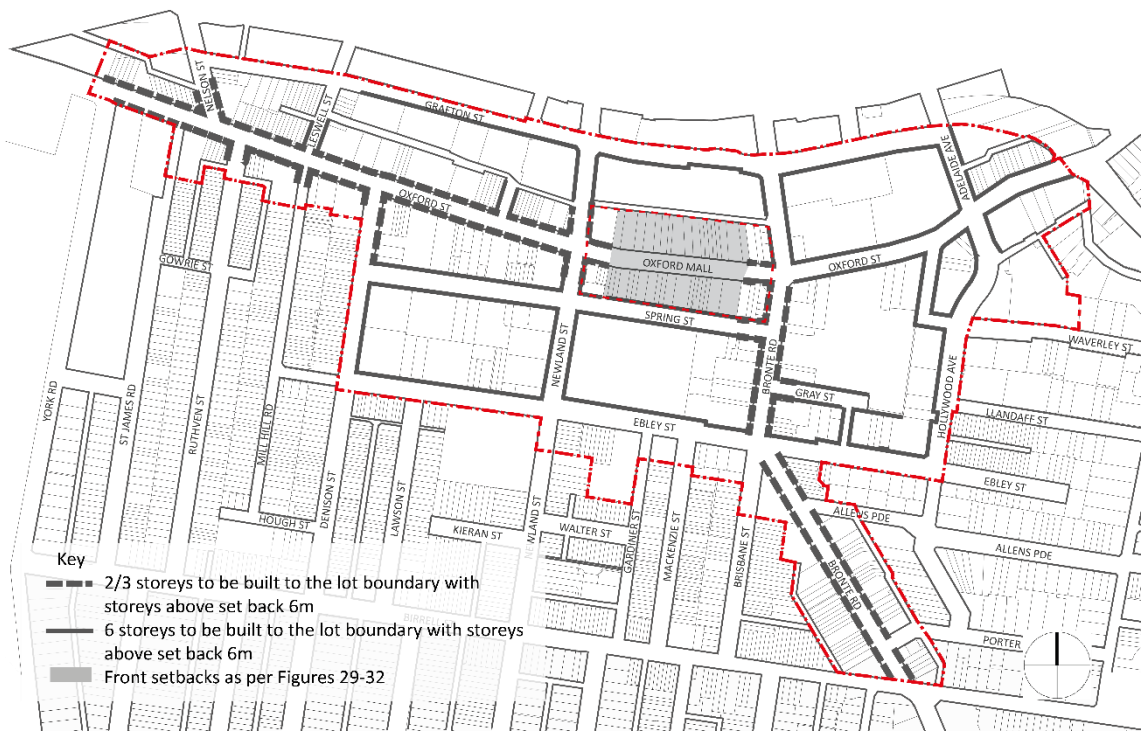 NELSON ST
LESWELL ST
GRAFTON ST
ADELAIDE AVE
OXFORD ST
OXFORD MALL
OXFORD ST
GOWRIE ST
SPRING ST
NEWLAND ST
BRONTE RD
GRAY ST
HOLLYWOOD AVE
WAVERLEY ST
LLANDAFF ST
YORK RD
ST JAMES RD
RUTHVEN ST
MILL HILL RD
DENISON ST
LAWSON ST
EBLEY ST
EBLEY ST
HOUGH ST
KIERAN ST
NEWLAND ST
WALTER ST
GARDINER ST
MACKENZIE ST
BRISBANE ST
ALLENS PDE
ALLENS PDE
BRONTE RD
PORTER
Key
2/3 storeys to be built to the lot boundary with
storeys above set back 6m
6 storeys to be built to the lot boundary with storeys
above set back 6m
Front setbacks as per Figures 29-32